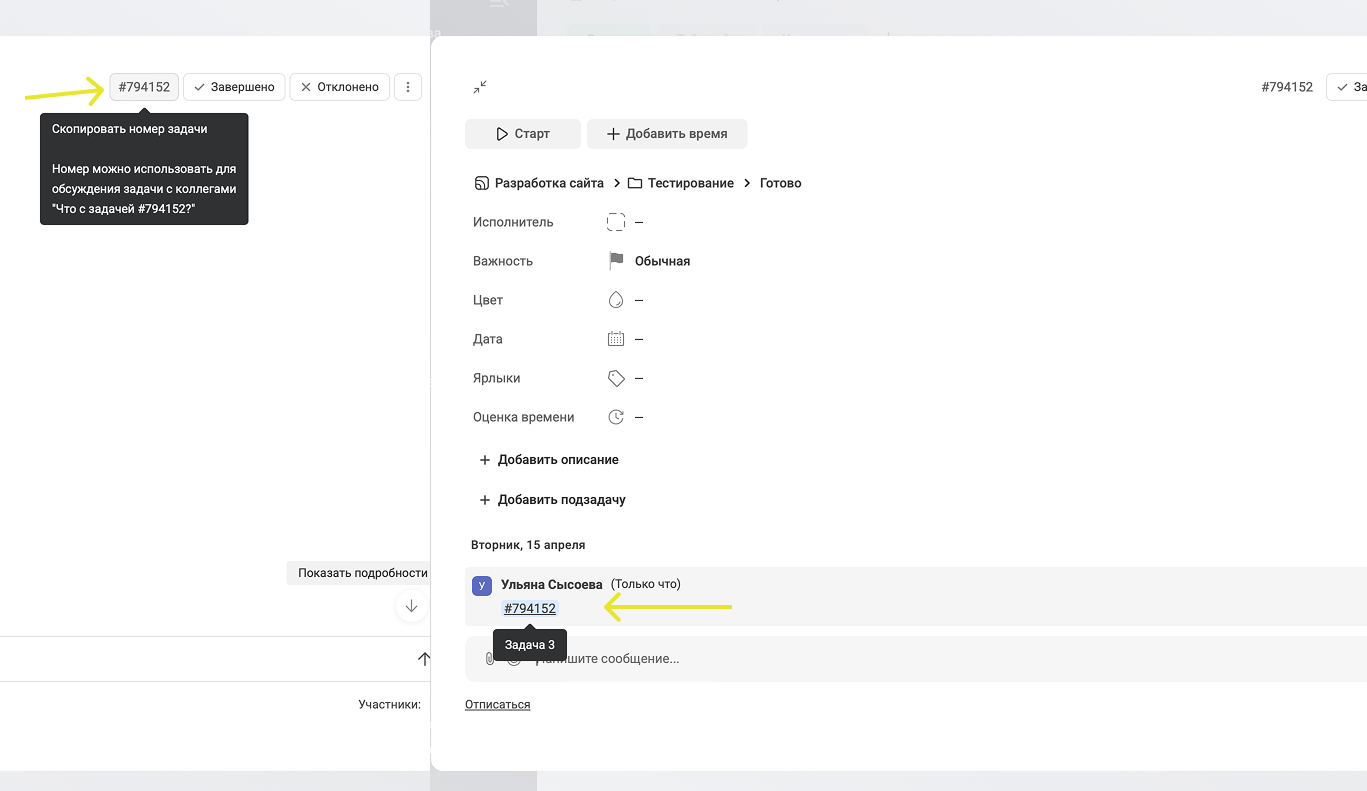 #794152
Завершено
Отклонено
Скопировать номер задачи
Номер можно использовать для
обсуждения задачи с коллегами
"Что с задачей #794152?"
Показать подробности
Участники:
#794152
За
Старт
Добавить время
Разработка сайта
Тестирование
Готово
Исполнитель –
Важность Обычная
Цвет –
Дата –
Ярлыки –
Оценка времени –
Добавить описание
Добавить подзадачу
Вторник, 15 апреля
У
Ульяна Сысоева (Только что)
#794152
Задача 3
Напишите сообщение...
Отписаться